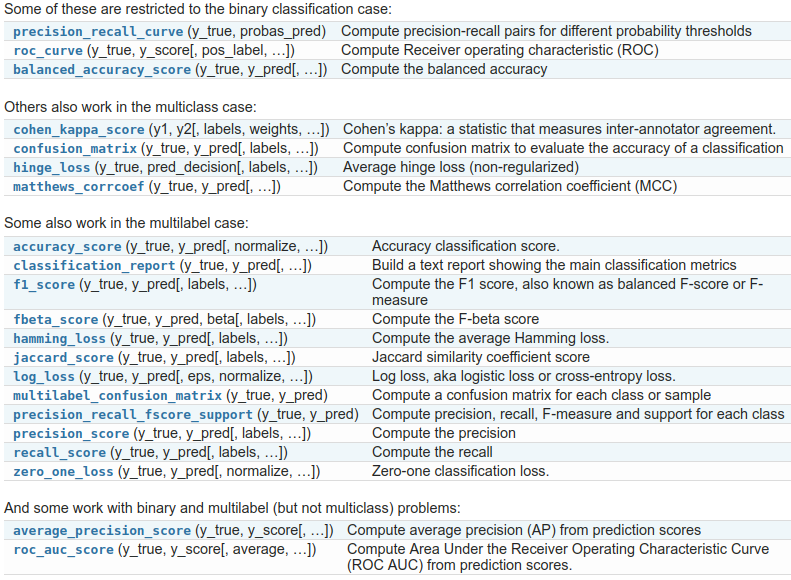 Some of these are restricted to the binary classification case:
precision_recall_curve (y_true, probas_pred) Compute precision-recall pairs for different probability thresholds
roc_curve (y_true, y_score[, pos_label, …]) Compute Receiver operating characteristic (ROC)
balanced_accuracy_score (y_true, y_pred[, …]) Compute the balanced accuracy
Others also work in the multiclass case:
cohen_kappa_score (y1, y2[, labels, weights, …]) Cohen’s kappa: a statistic that measures inter-annotator agreement.
confusion_matrix (y_true, y_pred[, labels, …]) Compute confusion matrix to evaluate the accuracy of a classification
hinge_loss (y_true, pred_decision[, labels, …]) Average hinge loss (non-regularized)
matthews_corrcoef (y_true, y_pred[, …]) Compute the Matthews correlation coefficient (MCC)
Some also work in the multilabel case:
accuracy_score (y_true, y_pred[, normalize, …]) Accuracy classification score.
classification_report (y_true, y_pred[, …]) Build a text report showing the main classification metrics
f1_score (y_true, y_pred[, labels, …]) Compute the F1 score, also known as balanced F-score or F-
measure
fbeta_score (y_true, y_pred, beta[, labels, …]) Compute the F-beta score
hamming_loss (y_true, y_pred[, labels, …]) Compute the average Hamming loss.
jaccard_score (y_true, y_pred[, labels, …]) Jaccard similarity coefficient score
log_loss (y_true, y_pred[, eps, normalize, …]) Log loss, aka logistic loss or cross-entropy loss.
multilabel_confusion_matrix (y_true, y_pred) Compute a confusion matrix for each class or sample
precision_recall_fscore_support (y_true, y_pred) Compute precision, recall, F-measure and support for each class
precision_score (y_true, y_pred[, labels, …]) Compute the precision
recall_score (y_true, y_pred[, labels, …]) Compute the recall
zero_one_loss (y_true, y_pred[, normalize, …]) Zero-one classification loss.
And some work with binary and multilabel (but not multiclass) problems:
average_precision_score (y_true, y_score[, …]) Compute average precision (AP) from prediction scores
roc_auc_score (y_true, y_score[, average, …]) Compute Area Under the Receiver Operating Characteristic Curve
(ROC AUC) from prediction scores.